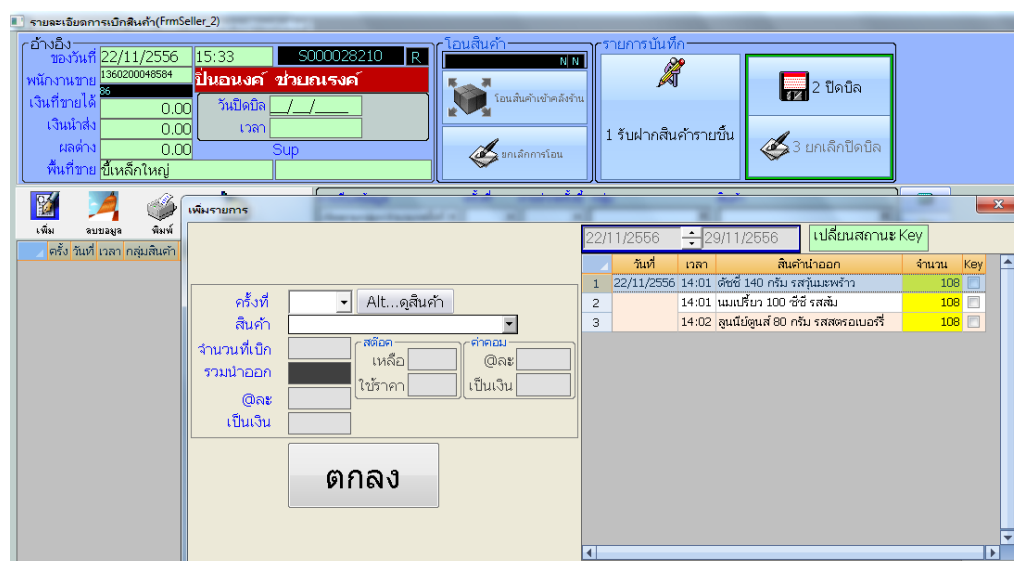 รายละเอียดการเบิกสินค้า(FrmSeller_2)
อ้างอิง
ของวันที่ 22/11/2556 15:33 S000028210 R
พนักงานขาย 1360200048584 ปิ่นอนงค์ ช่วยณรงค์
86
เงินที่ขายได้ 0.00 วันปิดบิล __/__/____
เงินนำส่ง 0.00 เวลา
ผลต่าง 0.00 Sup
พื้นที่ขาย ขี้เหล็กใหญ่
โอนสินค้า
N N
โอนสินค้าเข้าคลังร้าน
ยกเลิกการโอน
รายการบันทึก
1 รับฝากสินค้ารายชิ้น
2 ปิดบิล
3 ยกเลิกปิดบิล
เพิ่ม ลบข้อมูล พิมพ์
ครั้ง วันที่ เวลา กลุ่มสินค้า
เพิ่มรายการ
x
ครั้งที่ Alt...ดูสินค้า
สินค้า
จำนวนที่เบิก
รวมนำออก
@ละ
เป็นเงิน
สต๊อค
เหลือ
ใช้ราคา
ค่าคอม
@ละ
เป็นเงิน
ตกลง
22/11/2556 29/11/2556 เปลี่ยนสถานะ Key
วันที่ เวลา สินค้านำออก จำนวน Key
1 22/11/2556 14:01 ดัชชี่ 140 กรัม รสวุ้นมะพร้าว 108
2 14:01 นมเปรี้ยว 100 ซีซี รสส้ม 108
3 14:02 ลูนนี่ย์ตูนส์ 80 กรัม รสสตรอเบอร์รี่ 108